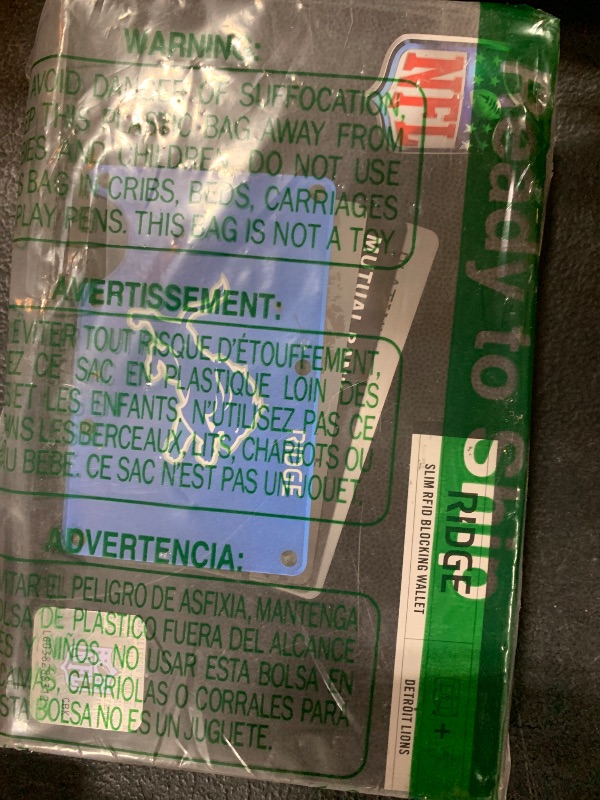 WARNING:
AVOID DANGER OF SUFFOCATION,
THIS PLASTIC BAG AWAY FROM
AND CHILDREN. DO NOT USE
BAG IN CRIBS, BEDS, CARRIAGES
PLAY PENS. THIS BAG IS NOT A TOY.
AVERTISSEMENT:
ÉVITER TOUT RISQUE D'ÉTOUFFEMENT,
CE SAC EN PLASTIQUE LOIN DES
ET LES ENFANTS. N'UTILISEZ PAS CE
LES BERCEAUX, LITS, CHARIOTS OU
BÉBÉ. CE SAC N'EST PAS UN JOUET.
ADVERTENCIA:
EL PELIGRO DE ASFIXIA, MANTENGA
DE PLASTICO FUERA DEL ALCANCE
Y NIÑOS. NO USAR ESTA BOLSA EN
CARRIOLAS O CORRALES PARA
BOLSA NO ES UN JUGUETE.
NFL
Ready to Ship
MUTUAL
RIDGE
RIDGE
SLIM RFID BLOCKING WALLET
DETROIT LIONS